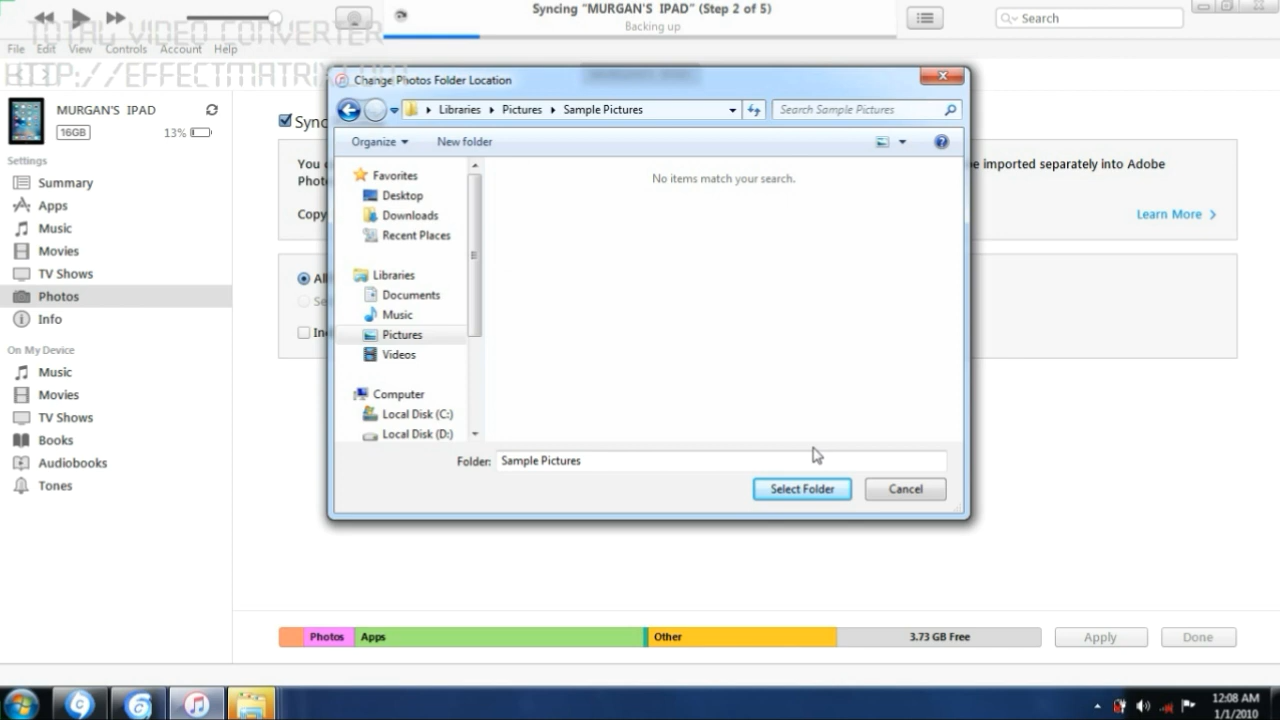 Syncing “MURGAN'S IPAD” (Step 2 of 5)
Backing up
Search
TOTAL VIDEO CONVERTER
File Edit View Controls Account Help
HTTP://EFFECTMATRIX.COM
Change Photos Folder Location
Libraries Pictures Sample Pictures
Search Sample Pictures
Organize New folder
MURGAN'S IPAD
16GB 13%
Settings
Summary
Apps
Music
Movies
TV Shows
Photos
Info
On My Device
Music
Movies
TV Shows
Books
Audiobooks
Tones
Sync
You
e imported separately into Adobe
Phot
Copy
Learn More
All
Se
In
Favorites
Desktop
Downloads
Recent Places
Libraries
Documents
Music
Pictures
Videos
Computer
Local Disk (C:)
Local Disk (D:)
No items match your search.
Folder: Sample Pictures
Select Folder Cancel
Photos Apps Other 3.73 GB Free Apply Done
12:08 AM
1/1/2010